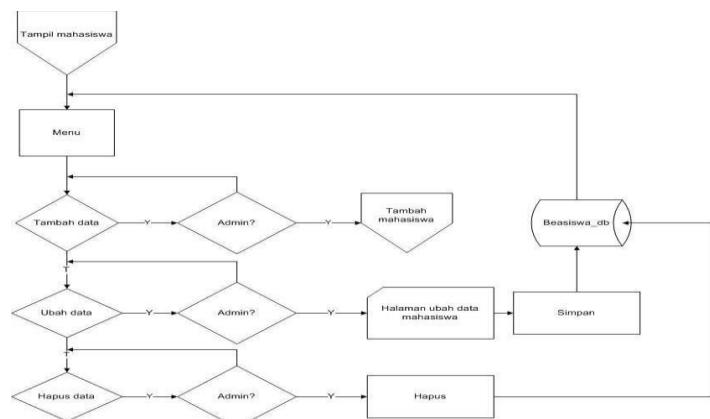 Tampil mahasiswa
Menu
Tambah data
Y
Admin?
Y
Tambah
mahasiswa
Beasiswa_db
T
Ubah data
Y
Admin?
Y
Halaman ubah data
mahasiswa
Simpan
T
Hapus data
Y
Admin?
Y
Hapus